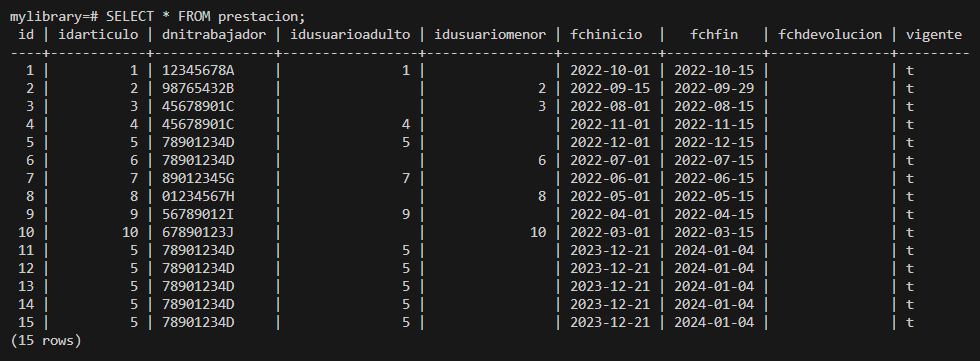 mylibrary=# SELECT * FROM prestacion;
 id | idarticulo | dnitrabajador | idusuarioadulto | idusuariomenor | fchinicio  |   fchfin   | fchdevolucion | vigente
----+------------+---------------+-----------------+----------------+------------+------------+---------------+---------
  1 |          1 | 12345678A     |               1 |                | 2022-10-01 | 2022-10-15 |               | t
  2 |          2 | 98765432B     |                 |              2 | 2022-09-15 | 2022-09-29 |               | t
  3 |          3 | 45678901C     |                 |              3 | 2022-08-01 | 2022-08-15 |               | t
  4 |          4 | 45678901C     |               4 |                | 2022-11-01 | 2022-11-15 |               | t
  5 |          5 | 78901234D     |               5 |                | 2022-12-01 | 2022-12-15 |               | t
  6 |          6 | 78901234D     |                 |              6 | 2022-07-01 | 2022-07-15 |               | t
  7 |          7 | 89012345G     |               7 |                | 2022-06-01 | 2022-06-15 |               | t
  8 |          8 | 01234567H     |                 |              8 | 2022-05-01 | 2022-05-15 |               | t
  9 |          9 | 56789012I     |               9 |                | 2022-04-01 | 2022-04-15 |               | t
 10 |         10 | 67890123J     |                 |             10 | 2022-03-01 | 2022-03-15 |               | t
 11 |          5 | 78901234D     |               5 |                | 2023-12-21 | 2024-01-04 |               | t
 12 |          5 | 78901234D     |               5 |                | 2023-12-21 | 2024-01-04 |               | t
 13 |          5 | 78901234D     |               5 |                | 2023-12-21 | 2024-01-04 |               | t
 14 |          5 | 78901234D     |               5 |                | 2023-12-21 | 2024-01-04 |               | t
 15 |          5 | 78901234D     |               5 |                | 2023-12-21 | 2024-01-04 |               | t
(15 rows)